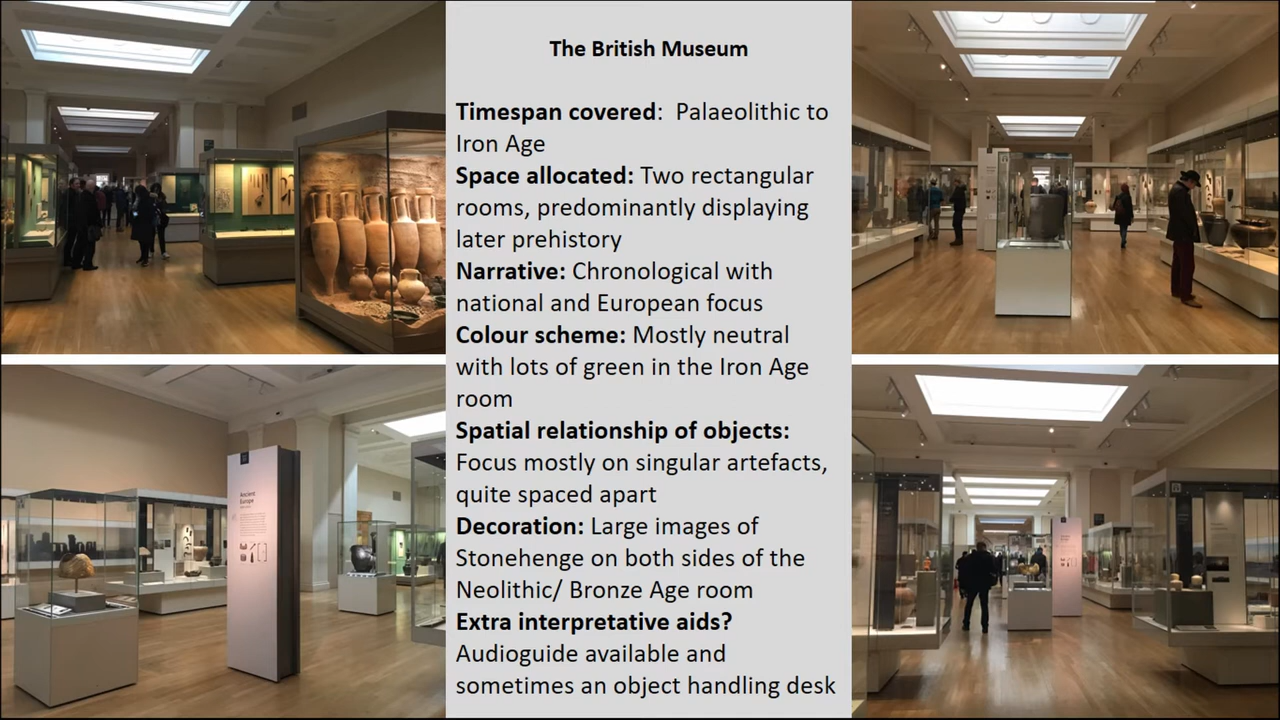 The British Museum
Timespan covered:  Palaeolithic to
Iron Age
Space allocated: Two rectangular
rooms, predominantly displaying
later prehistory
Narrative: Chronological with
national and European focus
Colour scheme: Mostly neutral
with lots of green in the Iron Age
room
Spatial relationship of objects:
Focus mostly on singular artefacts,
quite spaced apart
Decoration: Large images of
Stonehenge on both sides of the
Neolithic/ Bronze Age room
Extra interpretative aids?
Audioguide available and
sometimes an object handling desk
Ancient
Europe